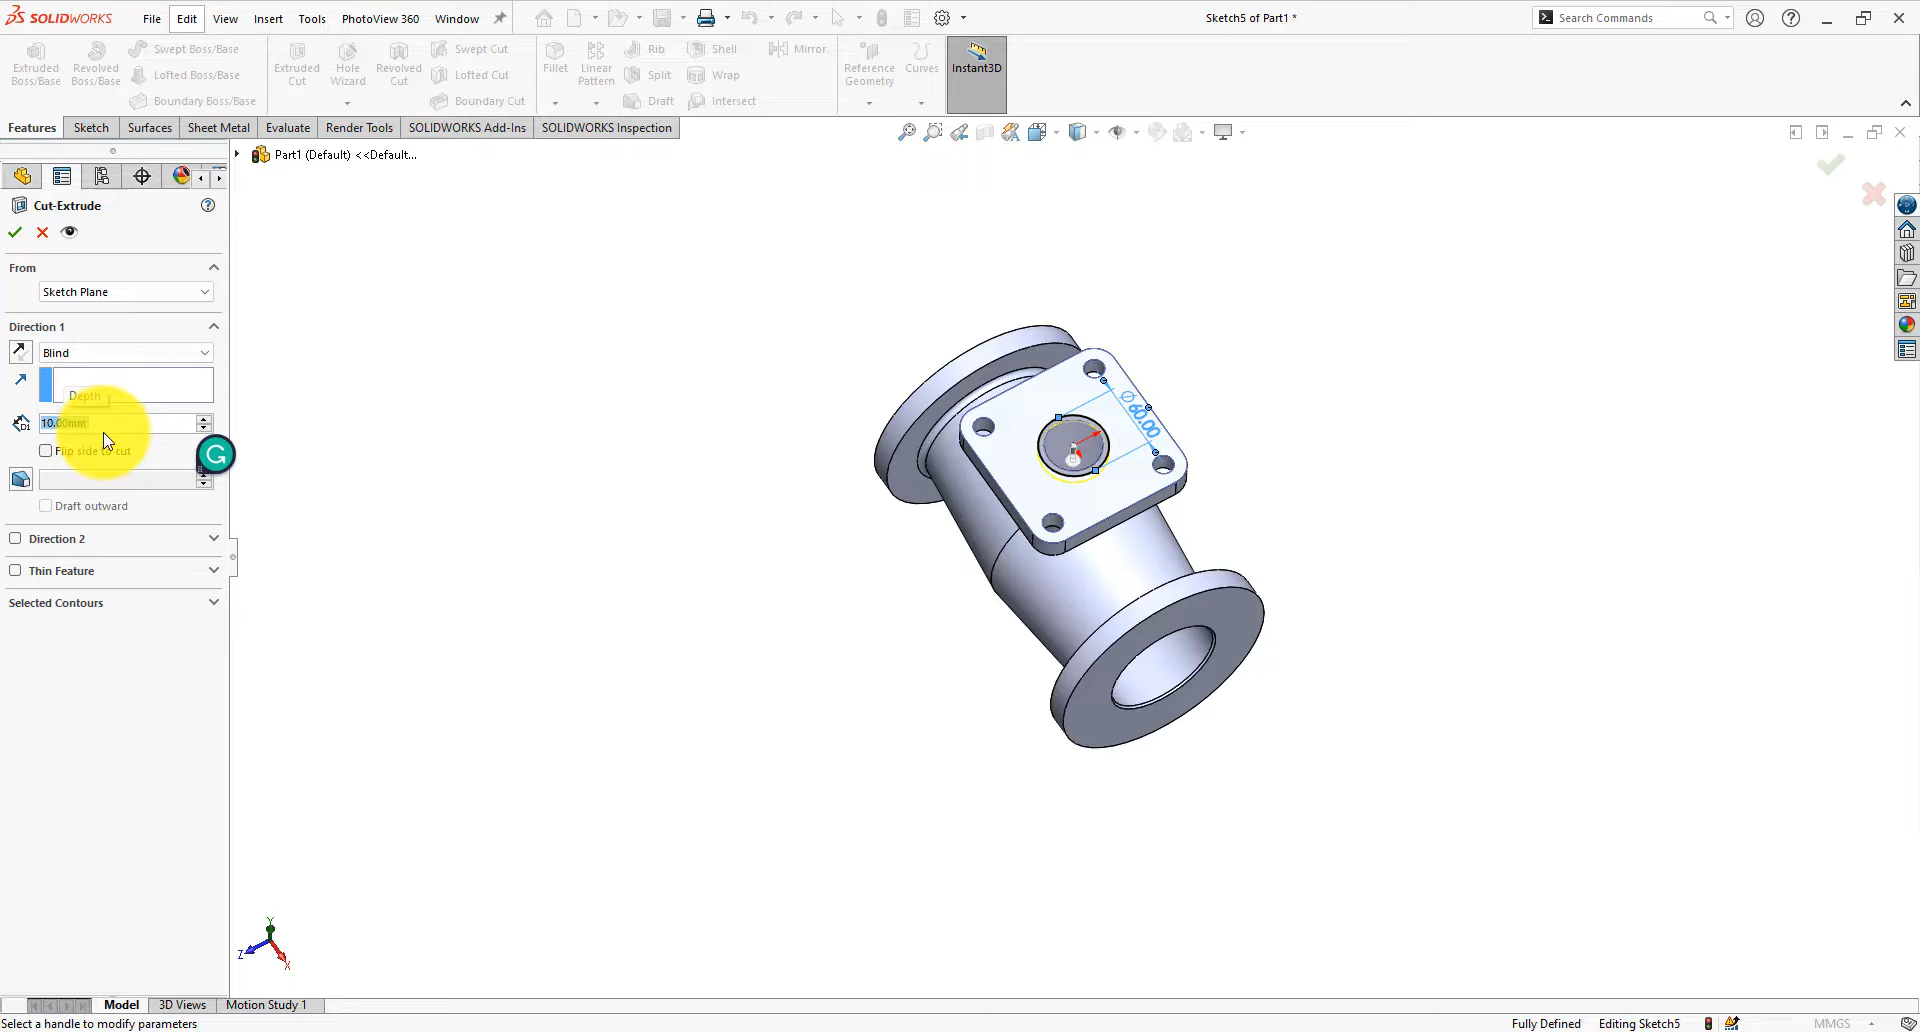 SOLIDWORKS
File Edit View Insert Tools PhotoView 360 Window
Sketch5 of Part1 *
Search Commands
Extruded Boss/Base
Revolved Boss/Base
Swept Boss/Base
Lofted Boss/Base
Boundary Boss/Base
Extruded Cut
Hole Wizard
Revolved Cut
Swept Cut
Lofted Cut
Boundary Cut
Fillet
Linear Pattern
Rib
Split
Draft
Shell
Wrap
Intersect
Mirror
Reference Geometry
Curves
Instant3D
Features Sketch Surfaces Sheet Metal Evaluate Render Tools SOLIDWORKS Add-Ins SOLIDWORKS Inspection
Part1 (Default) <<Default...
Cut-Extrude
From
Sketch Plane
Direction 1
Blind
Depth
D1
10.00mm
Flip side to cut
Draft outward
Direction 2
Thin Feature
Selected Contours
∅60.00
Y
Z
X
Model 3D Views Motion Study 1
Select a handle to modify parameters
Fully Defined Editing Sketch5 MMGS